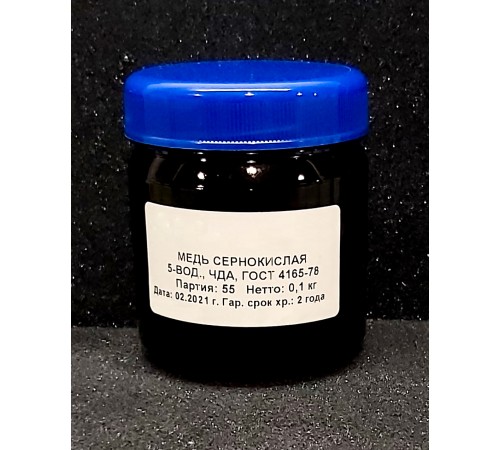 МЕДЬ СЕРНОКИСЛАЯ
5-ВОД., ЧДА, ГОСТ 4165-78
Партия: 55 Нетто: 0,1 кг
Дата: 02.2021 г. Гар. срок хр.: 2 года